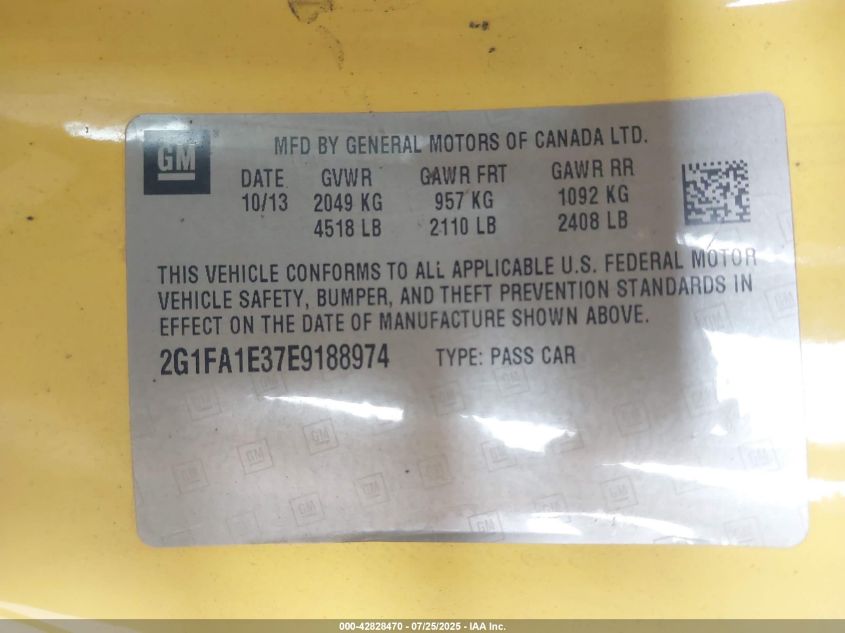 GM
MFD BY GENERAL MOTORS OF CANADA LTD.
DATE GVWR GAWR FRT GAWR RR
10/13 2049 KG 957 KG 1092 KG
4518 LB 2110 LB 2408 LB
THIS VEHICLE CONFORMS TO ALL APPLICABLE U.S. FEDERAL MOTOR
VEHICLE SAFETY, BUMPER, AND THEFT PREVENTION STANDARDS IN
EFFECT ON THE DATE OF MANUFACTURE SHOWN ABOVE.
2G1FA1E37E9188974 TYPE: PASS CAR
000-42828470 - 07/25/2025 - IAA Inc.